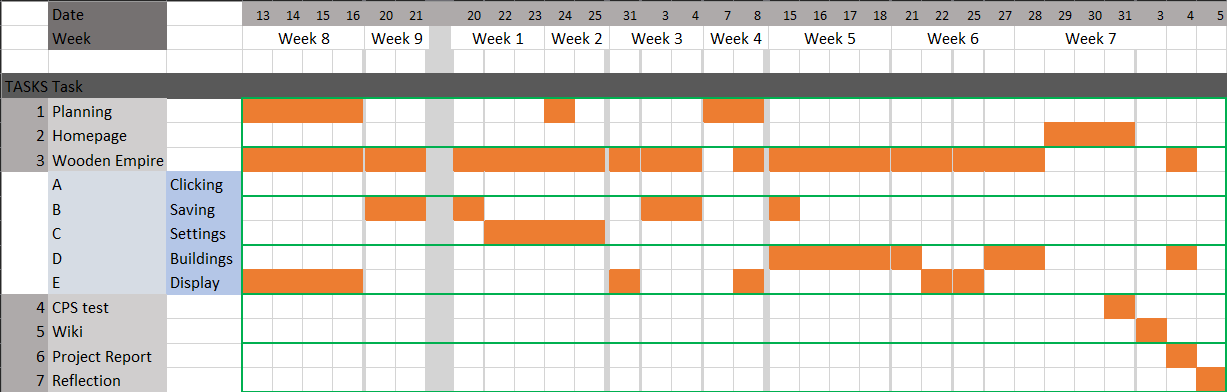 Date 13 14 15 16 20 21 20 22 23 24 25 31 3 4 7 8 15 16 17 18 21 22 25 27 28 29 30 31 3 4 5
Week Week 8 Week 9 Week 1 Week 2 Week 3 Week 4 Week 5 Week 6 Week 7
TASKS Task
1 Planning
2 Homepage
3 Wooden Empire
A Clicking
B Saving
C Settings
D Buildings
E Display
4 CPS test
5 Wiki
6 Project Report
7 Reflection